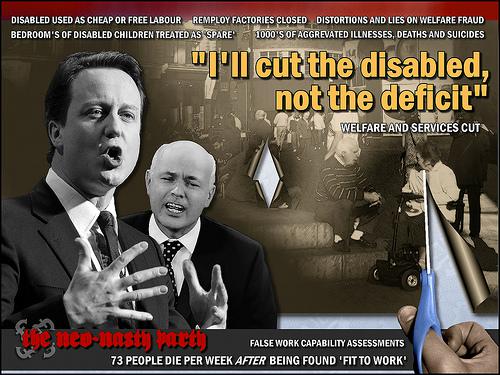 DISABLED USED AS CHEAP OR FREE LABOUR    REMPLOY FACTORIES CLOSED    DISTORTIONS AND LIES ON WELFARE FRAUD
BEDROOM'S OF DISABLED CHILDREN TREATED AS 'SPARE'    1000'S OF AGGREVATED ILLNESSES, DEATHS AND SUICIDES
"I'll cut the disabled,
not the deficit"
WELFARE AND SERVICES CUT
the neo-nasty party
FALSE WORK CAPABILITY ASSESSMENTS
73 PEOPLE DIE PER WEEK AFTER BEING FOUND 'FIT TO WORK'